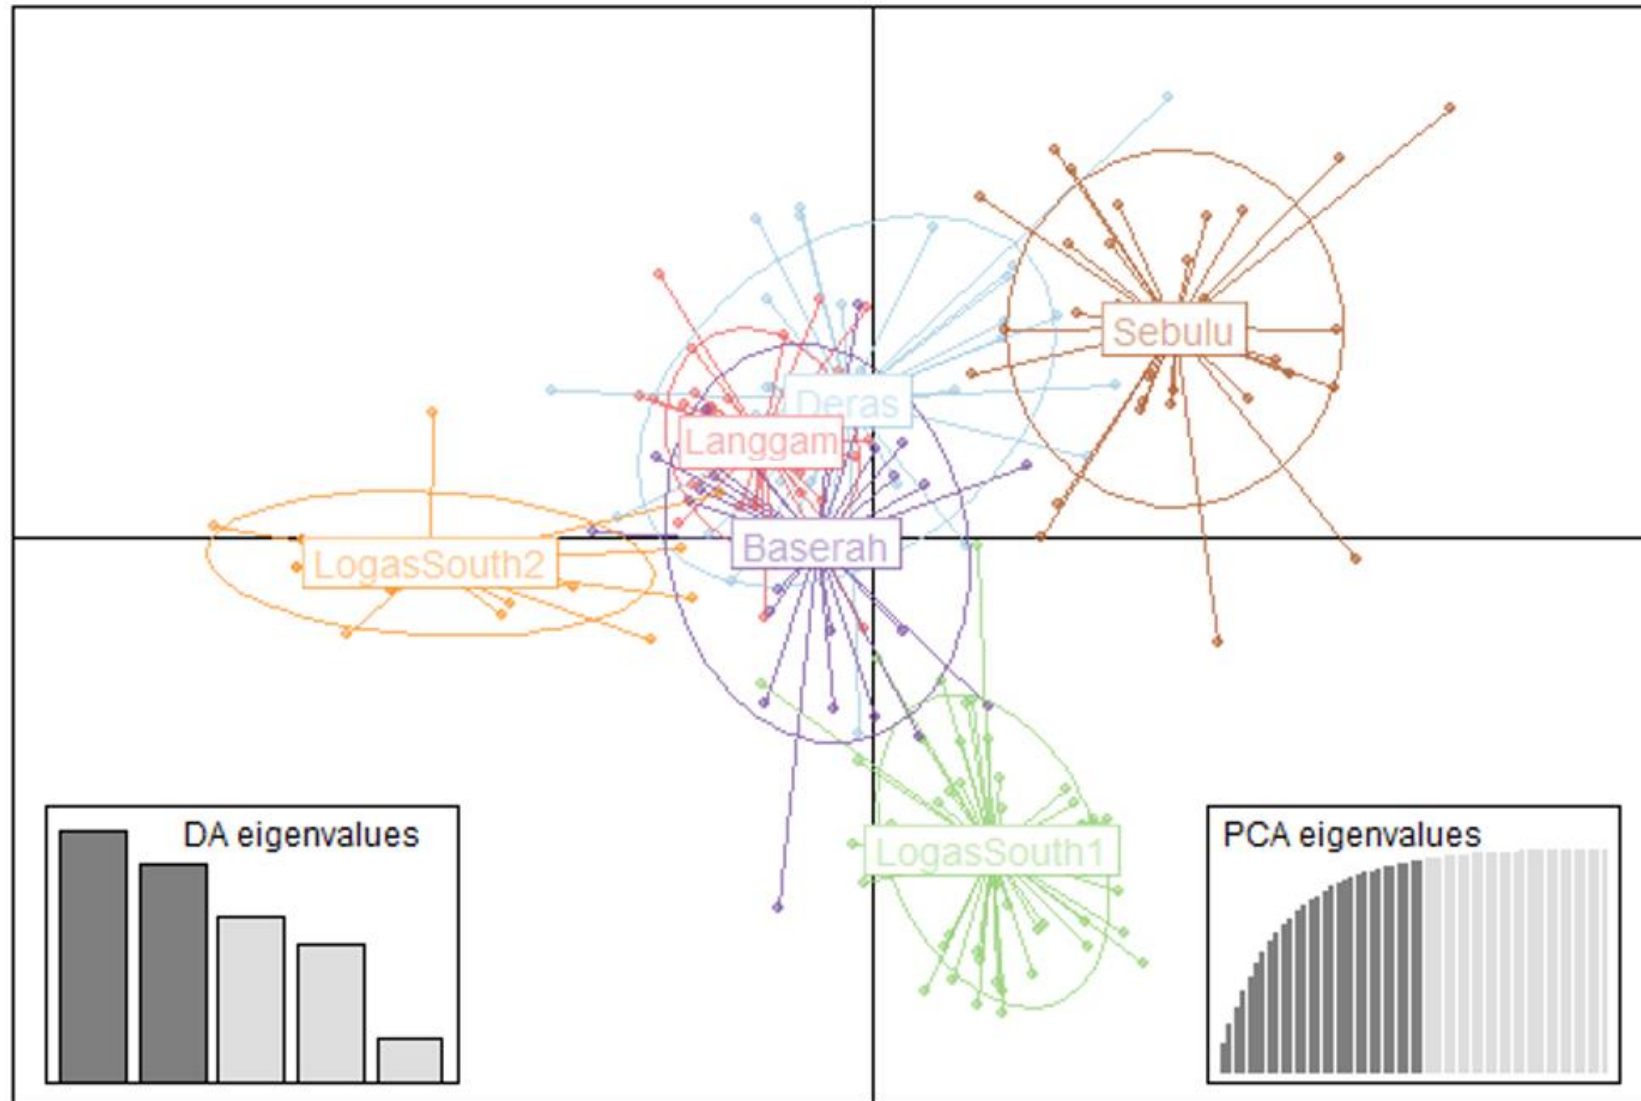 Sebulu
Deras
Langgam
Baserah
LogasSouth2
LogasSouth1
DA eigenvalues
PCA eigenvalues